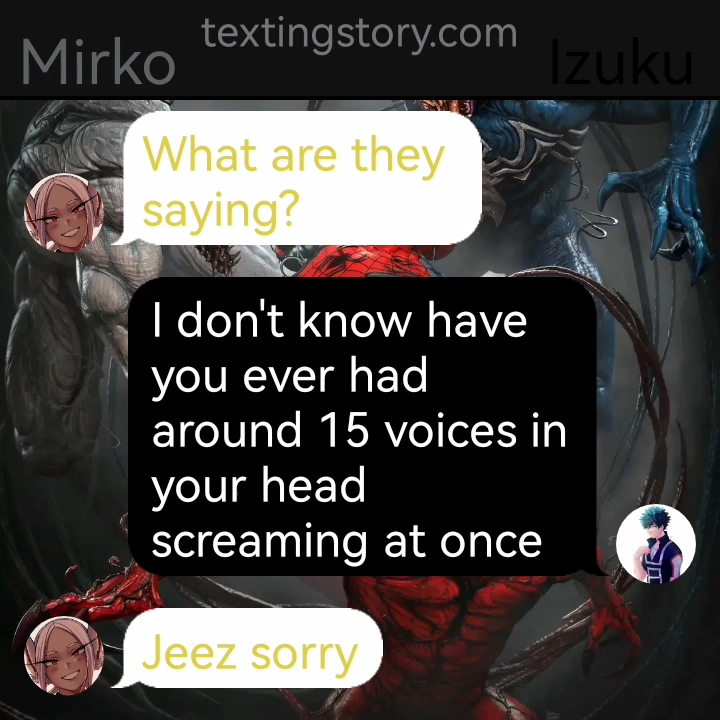 textingstory.com
Mirko
Izuku
What are they
saying?
I don't know have
you ever had
around 15 voices in
your head
screaming at once
Jeez sorry